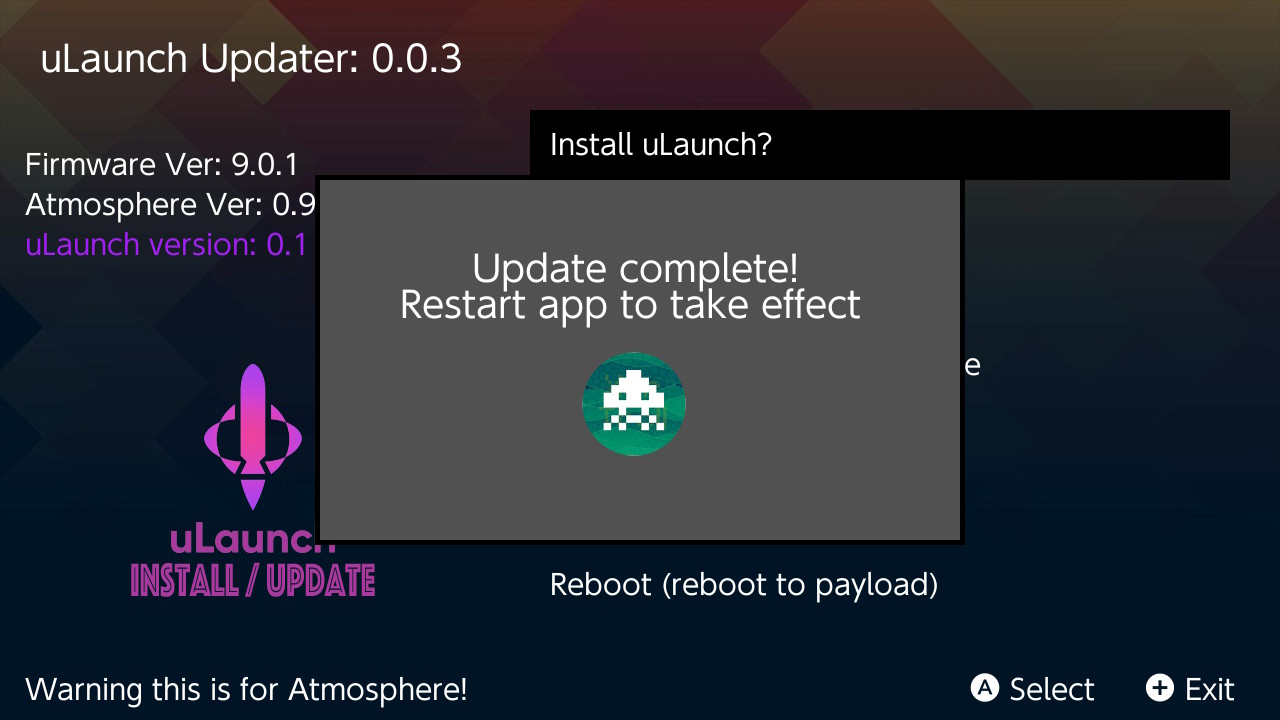 uLaunch Updater: 0.0.3
Install uLaunch?
Firmware Ver: 9.0.1
Atmosphere Ver: 0.9
uLaunch version: 0.1
Update complete!
Restart app to take effect
uLaunch
INSTALL / UPDATE
Reboot (reboot to payload)
Warning this is for Atmosphere!
A Select
+ Exit